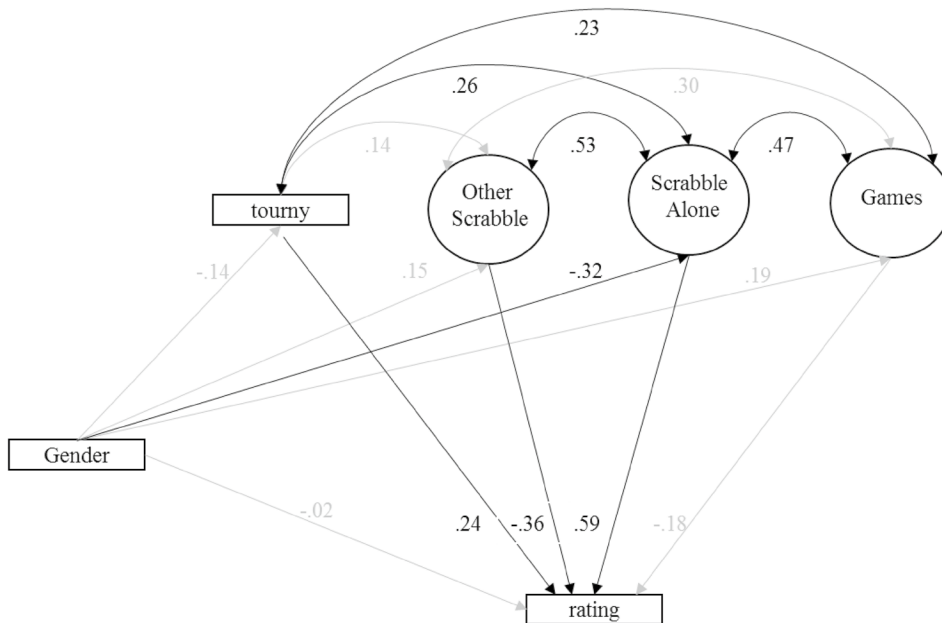 .23
.26
.30
.14
.53
.47
tourny
Other
Scrabble
Scrabble
Alone
Games
-.14
.15
-.32
.19
Gender
-.02
.24
-.36
.59
-.18
rating